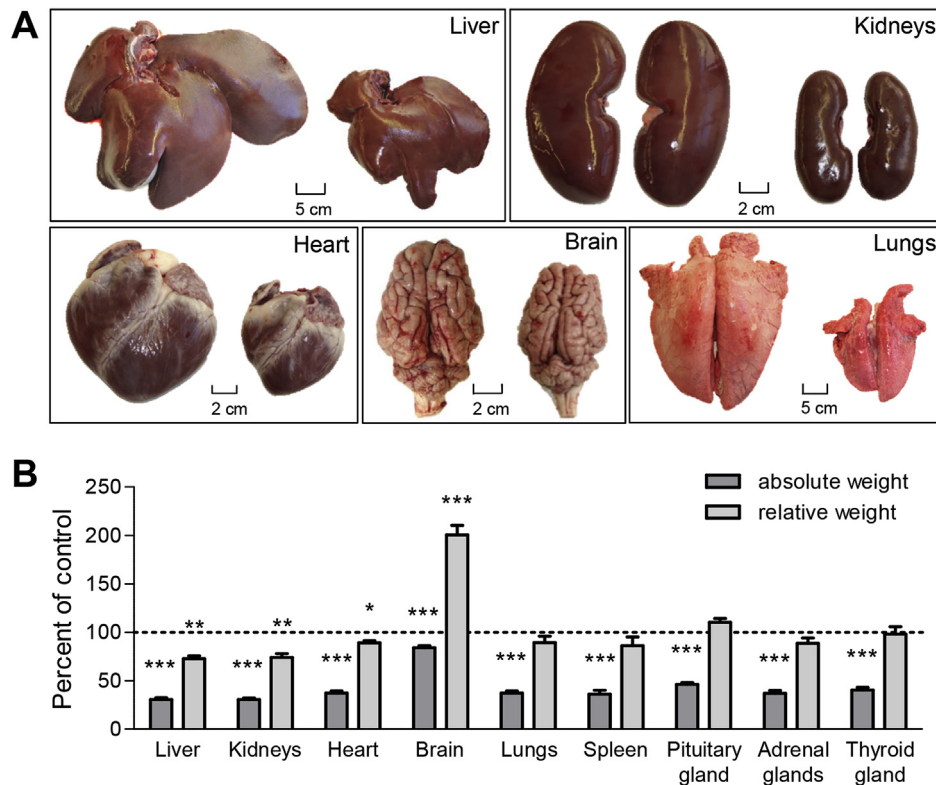 A
Liver
5 cm
Kidneys
2 cm
Heart
2 cm
Brain
2 cm
Lungs
5 cm
B
Percent of control
250
200
150
100
50
0
absolute weight
relative weight
***
**
***
**
***
*
***
***
***
***
***
***
***
Liver
Kidneys
Heart
Brain
Lungs
Spleen
Pituitary
gland
Adrenal
glands
Thyroid
gland